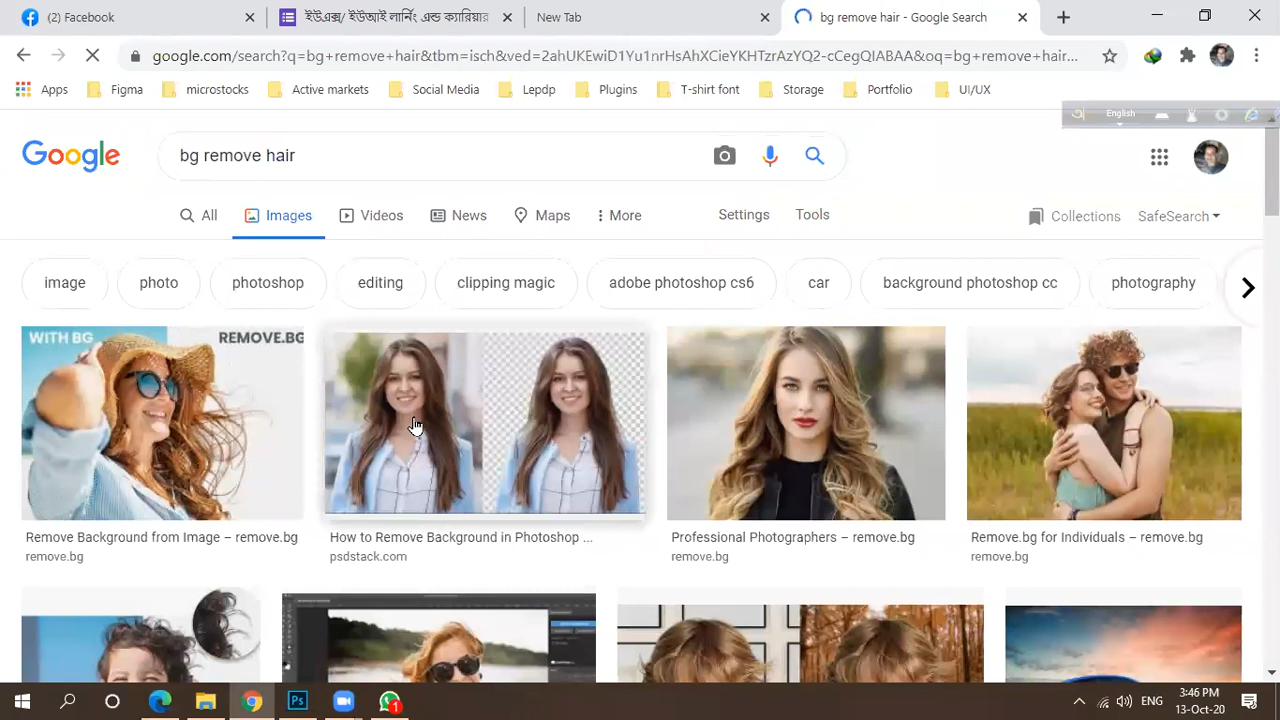 (2) Facebook
ইউএক্স/ ইউআই লার্নিং এন্ড ক্যারিয়ার
New Tab
bg remove hair - Google Search
google.com/search?q=bg+remove+hair&tbm=isch&ved=2ahUKEwiD1Yu1nrHsAhXCieYKHTzrAzYQ2-cCegQIABAA&oq=bg+remove+hair...
Apps Figma microstocks Active markets Social Media Lepdp Plugins T-shirt font Storage Portfolio UI/UX
English
Google
bg remove hair
All Images Videos News Maps More Settings Tools Collections SafeSearch
image photo photoshop editing clipping magic adobe photoshop cs6 car background photoshop cc photography
WITH BG REMOVE.BG
Remove Background from Image – remove.bg
remove.bg
How to Remove Background in Photoshop ...
psdstack.com
Professional Photographers – remove.bg
remove.bg
Remove.bg for Individuals – remove.bg
remove.bg
Ps
1
ENG
3:46 PM
13-Oct-20